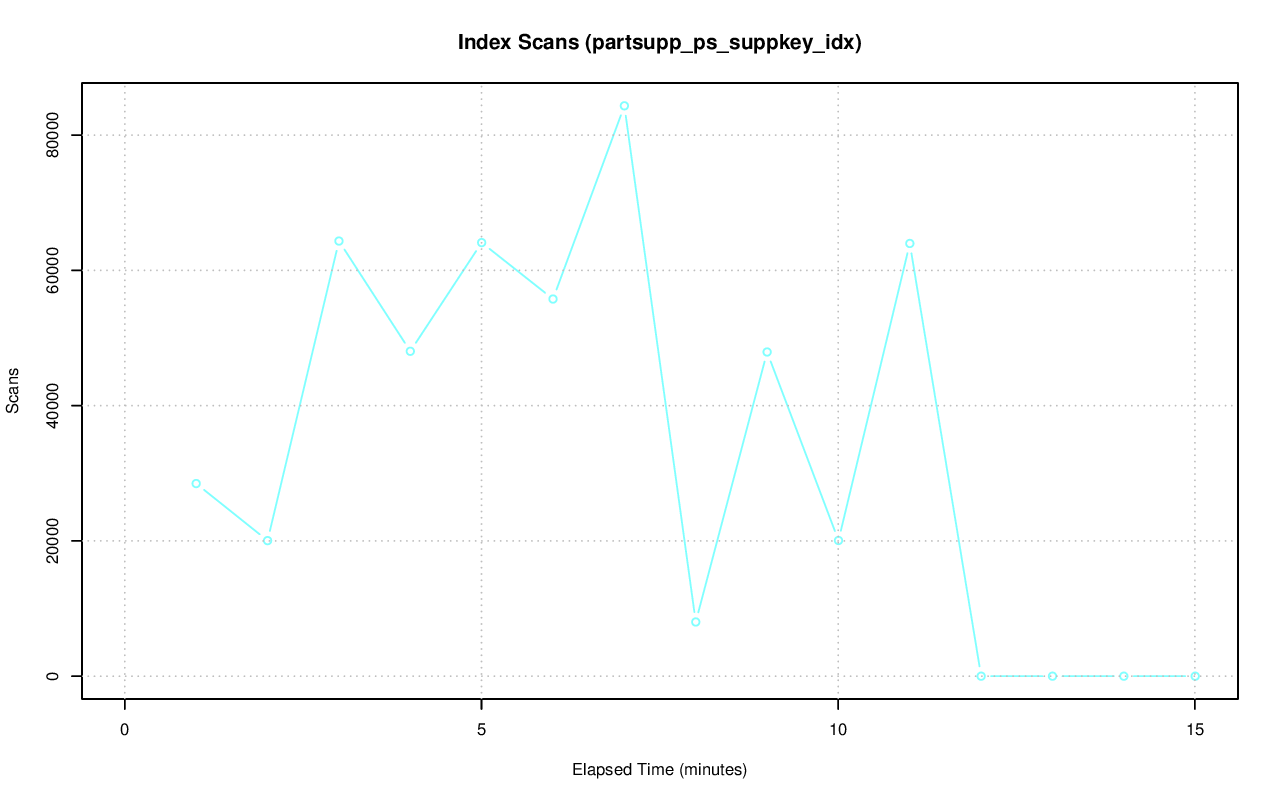 Index Scans (partsupp_ps_suppkey_idx)
80000
60000
40000
20000
0
Scans
0 5 10 15
Elapsed Time (minutes)